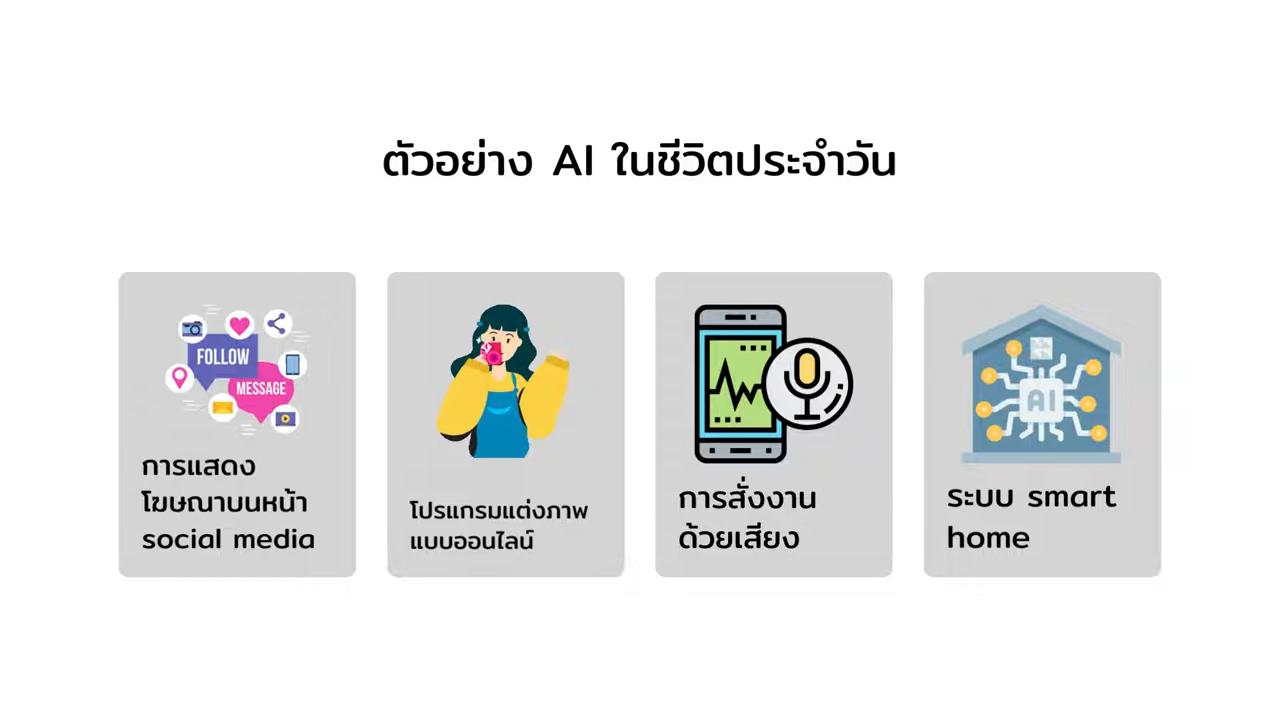 ตัวอย่าง AI ในชีวิตประจำวัน
FOLLOW
MESSAGE
การแสดง
โฆษณาบนหน้า
social media
โปรแกรมแต่งภาพ
แบบออนไลน์
การสั่งงาน
ด้วยเสียง
AI
ระบบ smart
home